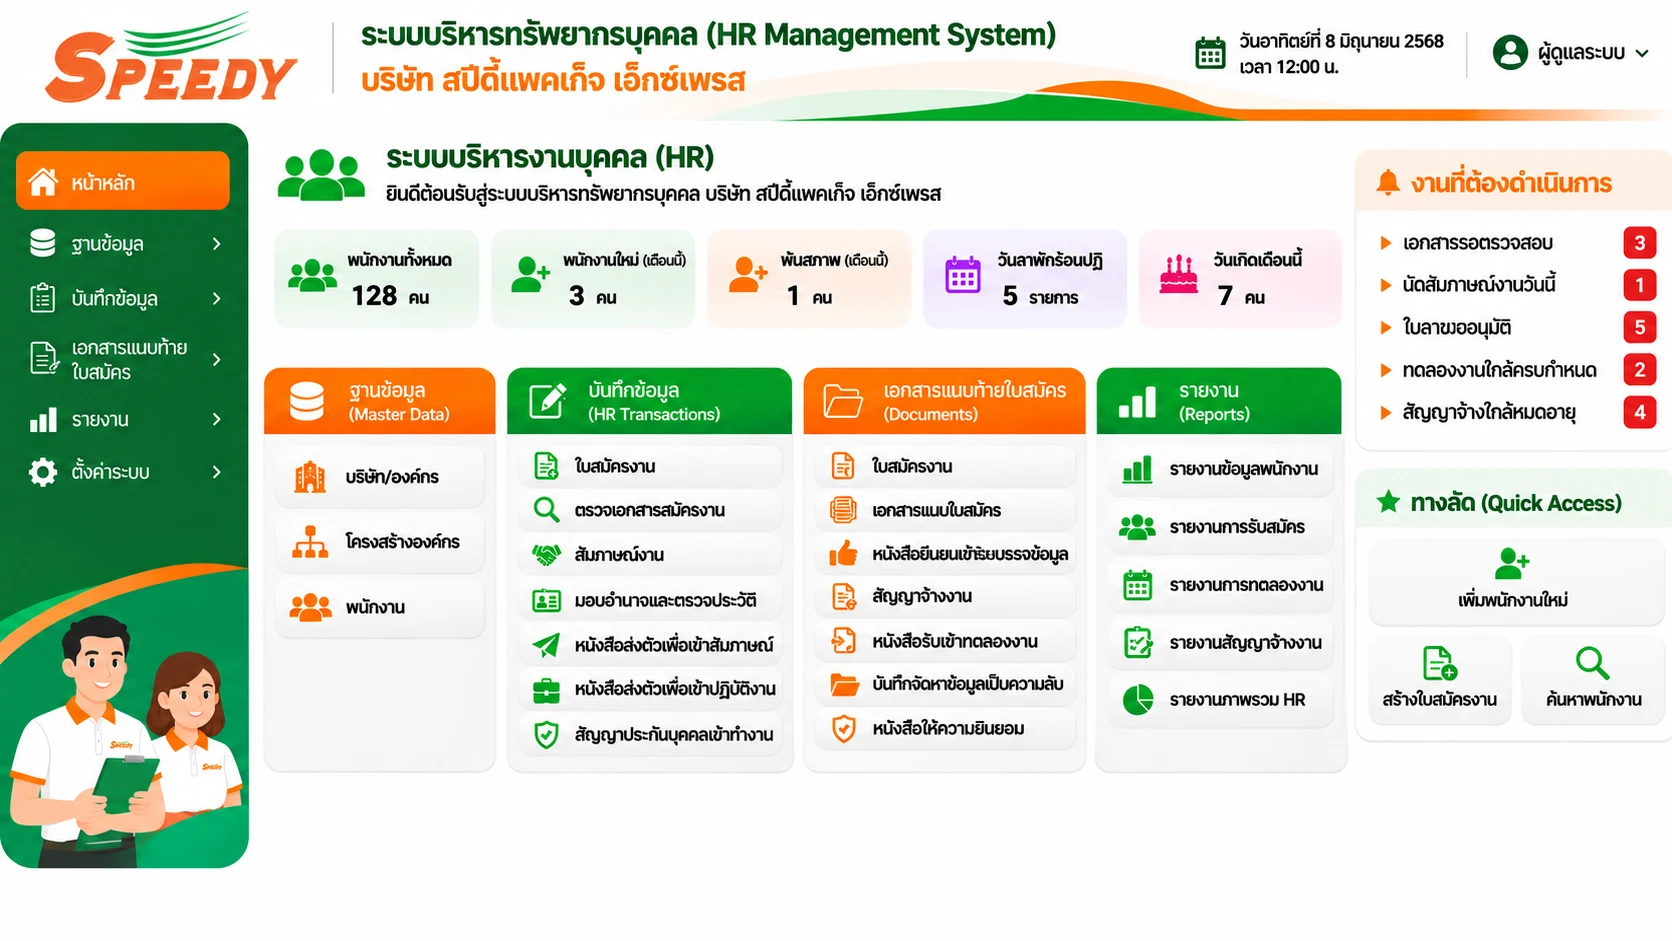 SPEEDY
ระบบบริหารทรัพยากรบุคคล (HR Management System)
บริษัท สปีดี้แพคเก็จ เอ็กซ์เพรส
วันอาทิตย์ที่ 8 มิถุนายน 2568
เวลา 12:00 น.
ผู้ดูแลระบบ
หน้าหลัก
ฐานข้อมูล
บันทึกข้อมูล
เอกสารแนบท้าย
ใบสมัคร
รายงาน
ตั้งค่าระบบ
Speedy
Speedy
ระบบบริหารงานบุคคล (HR)
ยินดีต้อนรับสู่ระบบบริหารทรัพยากรบุคคล บริษัท สปีดี้แพคเก็จ เอ็กซ์เพรส
พนักงานทั้งหมด
128 คน
พนักงานใหม่ (เดือนนี้)
3 คน
พ้นสภาพ (เดือนนี้)
1 คน
วันลาพักร้อนปฏิ
5 รายการ
วันเกิดเดือนนี้
7 คน
ฐานข้อมูล
(Master Data)
บริษัท/องค์กร
โครงสร้างองค์กร
พนักงาน
บันทึกข้อมูล
(HR Transactions)
ใบสมัครงาน
ตรวจเอกสารสมัครงาน
สัมภาษณ์งาน
มอบอำนาจและตรวจประวัติ
หนังสือส่งตัวเพื่อเข้าสัมภาษณ์
หนังสือส่งตัวเพื่อเข้าปฏิบัติงาน
สัญญาประกันบุคคลเข้าทำงาน
เอกสารแนบท้ายใบสมัคร
(Documents)
ใบสมัครงาน
เอกสารแนบใบสมัคร
สัญญาจ้างงาน
หนังสือรับเข้าทดลองงาน
บันทึกจัดหาข้อมูลเป็นความลับ
หนังสือให้ความยินยอม
รายงาน
(Reports)
รายงานข้อมูลพนักงาน
รายงานการรับสมัคร
รายงานการทดลองงาน
รายงานสัญญาจ้างงาน
รายงานภาพรวม HR
งานที่ต้องดำเนินการ
เอกสารรอตรวจสอบ 3
นัดสัมภาษณ์งานวันนี้ 1
5
ทดลองงานใกล้ครบกำหนด 2
สัญญาจ้างใกล้หมดอายุ 4
ทางลัด (Quick Access)
เพิ่มพนักงานใหม่
สร้างใบสมัครงาน
ค้นหาพนักงาน